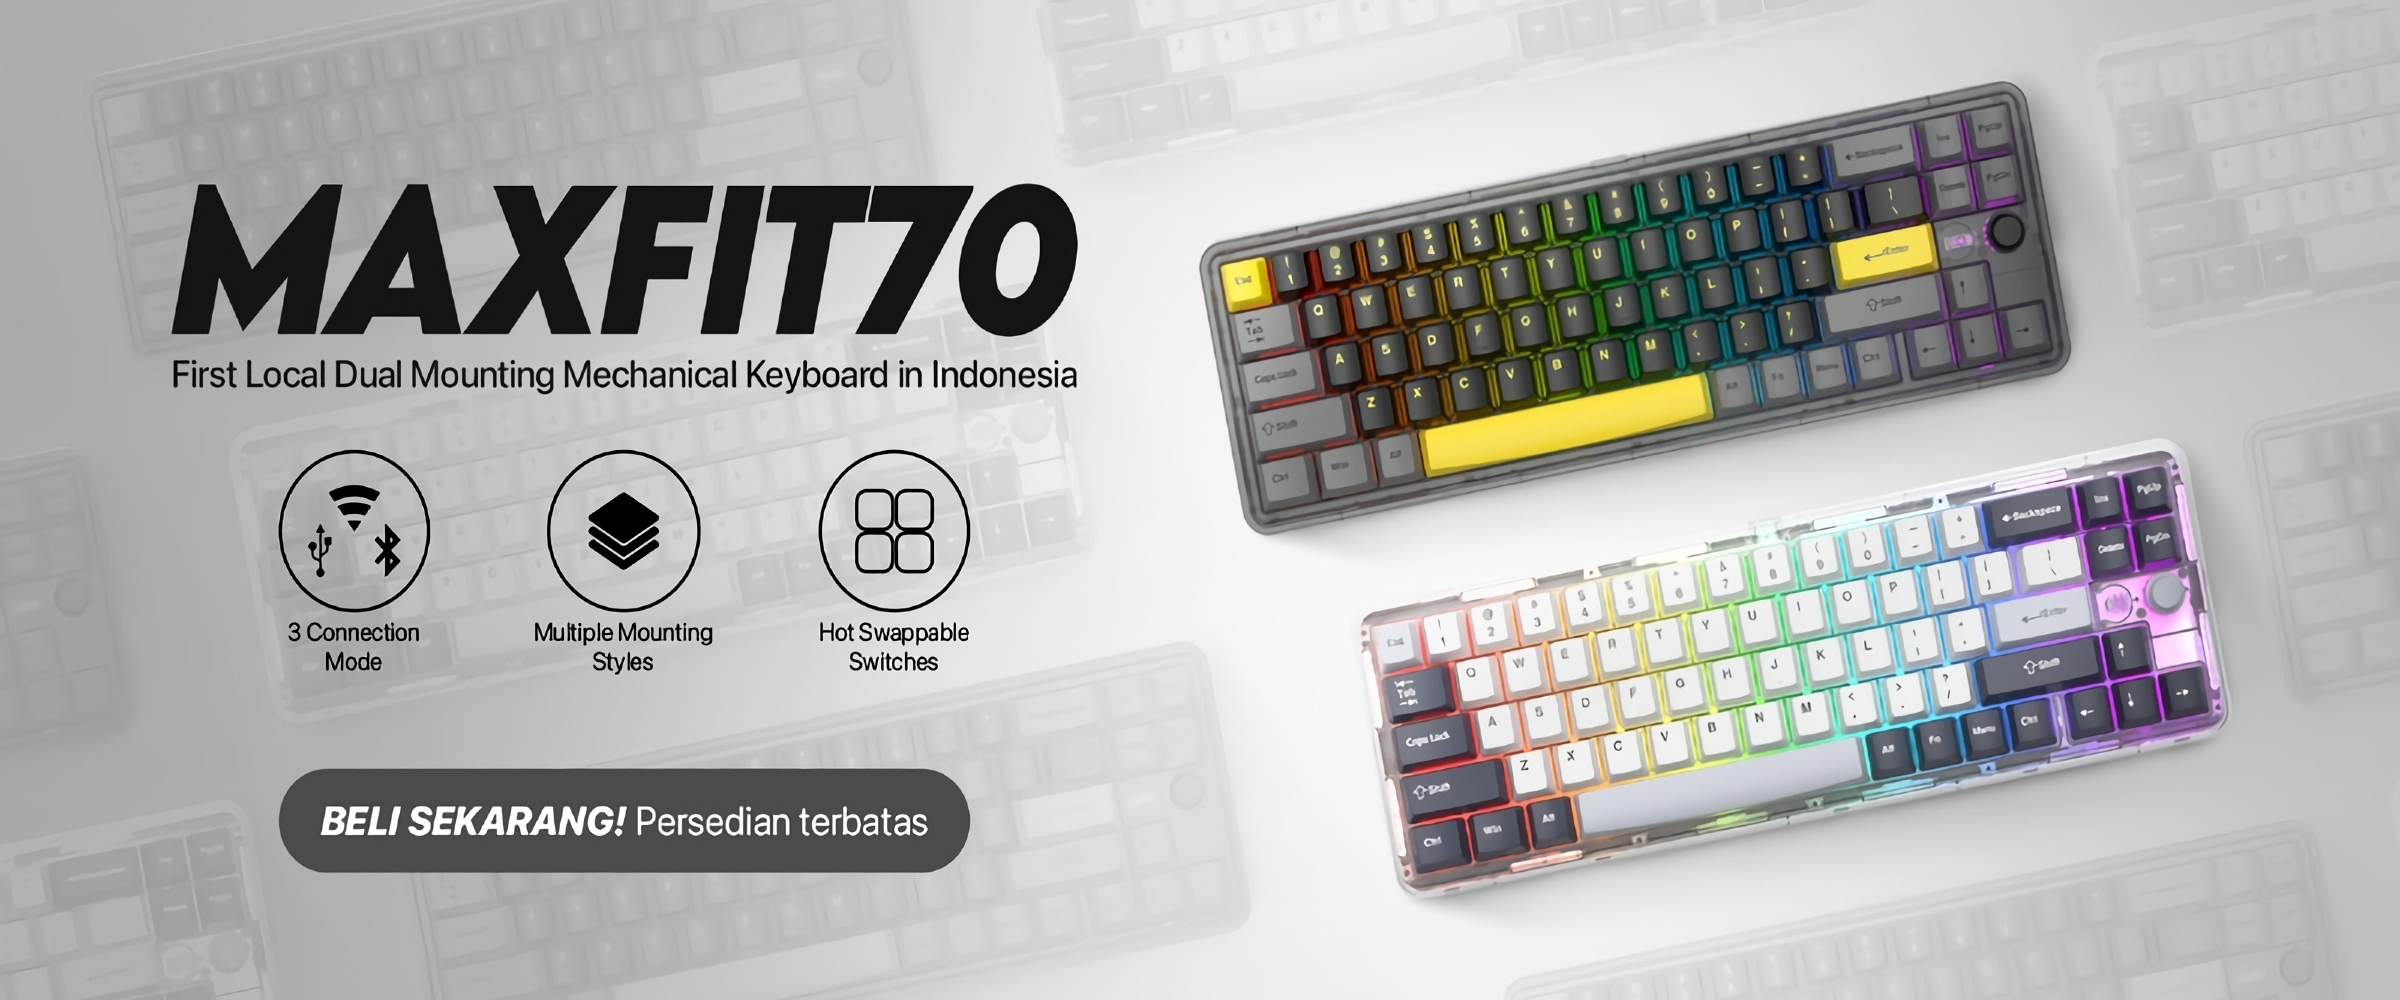 MAXFIT70
First Local Dual Mounting Mechanical Keyboard in Indonesia
3 Connection
Mode
Multiple Mounting
Styles
Hot Swappable
Switches
BELI SEKARANG! Persedian terbatas